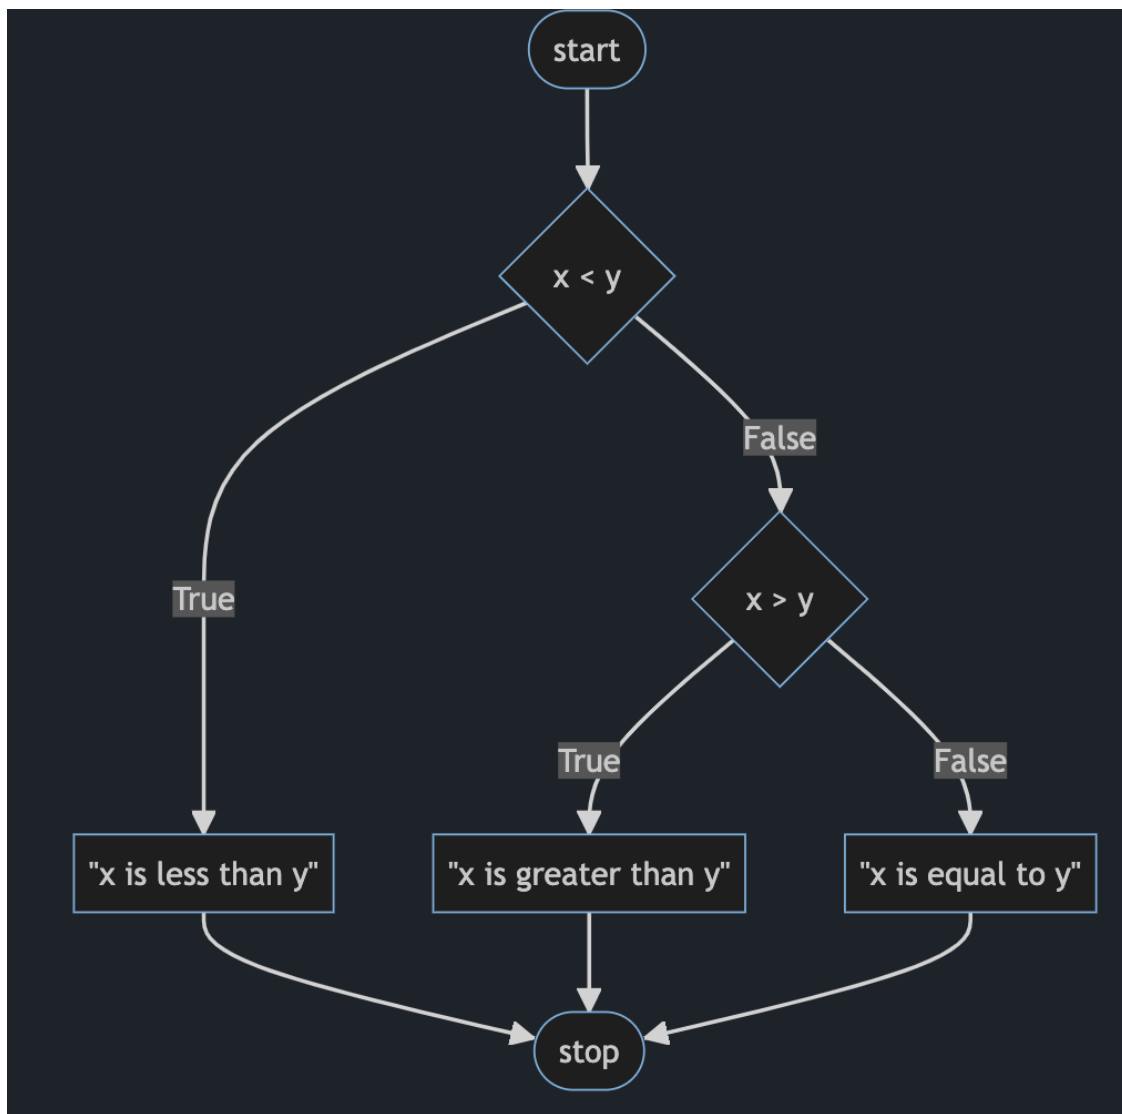 start
x < y
False
True
x > y
True
False
"x is less than y"
"x is greater than y"
"x is equal to y"
stop